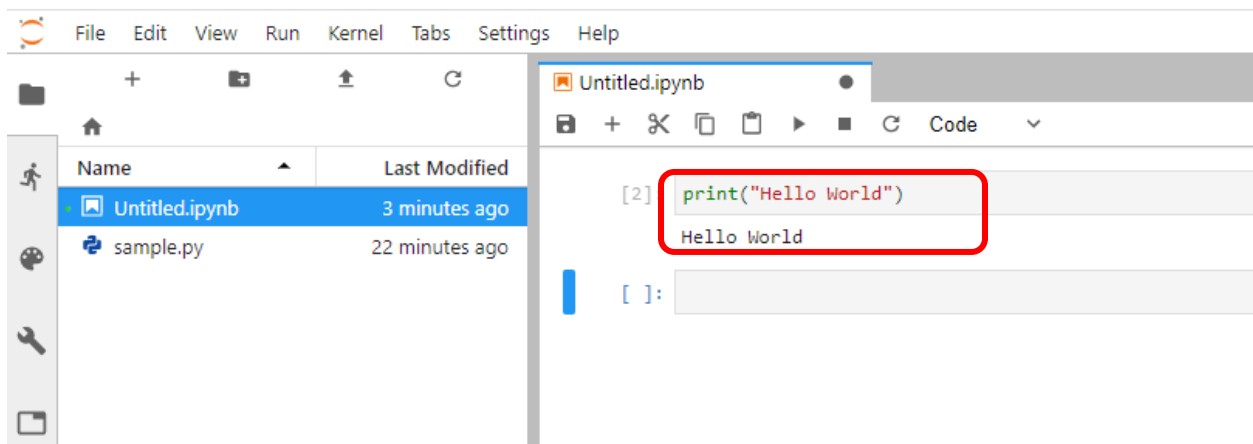 File Edit View Run Kernel Tabs Settings Help
Untitled.ipynb
Code
Name Last Modified
Untitled.ipynb 3 minutes ago
sample.py 22 minutes ago
[2]: print("Hello World")
Hello World
[ ]: